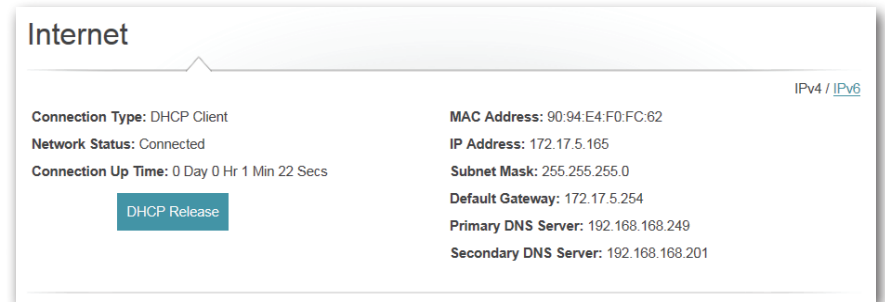 Internet
IPv4 / IPv6
Connection Type: DHCP Client
Network Status: Connected
Connection Up Time: 0 Day 0 Hr 1 Min 22 Secs
DHCP Release
MAC Address: 90:94:E4:F0:FC:62
IP Address: 172.17.5.165
Subnet Mask: 255.255.255.0
Default Gateway: 172.17.5.254
Primary DNS Server: 192.168.168.249
Secondary DNS Server: 192.168.168.201